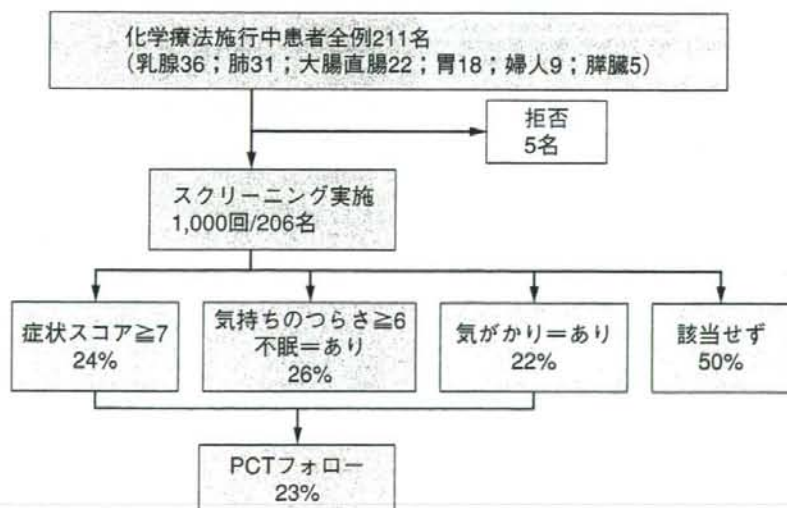 化学療法施行中患者全例211名
（乳腺36；肺31；大腸直腸22；胃18；婦人9；膵臓5）
拒否
5名
スクリーニング実施
1,000回/206名
症状スコア≧7
24%
気持ちのつらさ≧6
不眠＝あり
26%
気がかり＝あり
22%
該当せず
50%
PCTフォロー
23%